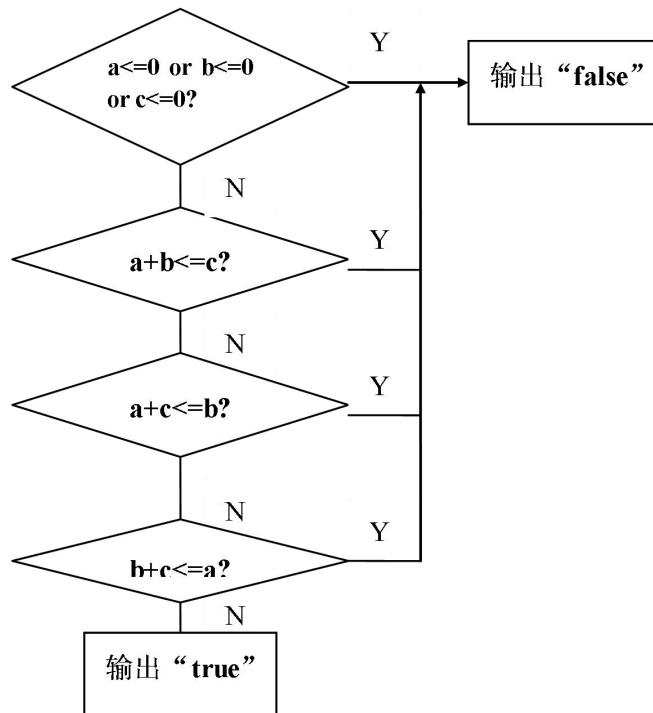 Y
a<=0 or b<=0
or c<=0?
输出“false”
N
Y
a+b<=c?
N
Y
a+c<=b?
N
Y
b+c<=a?
N
输出“true”